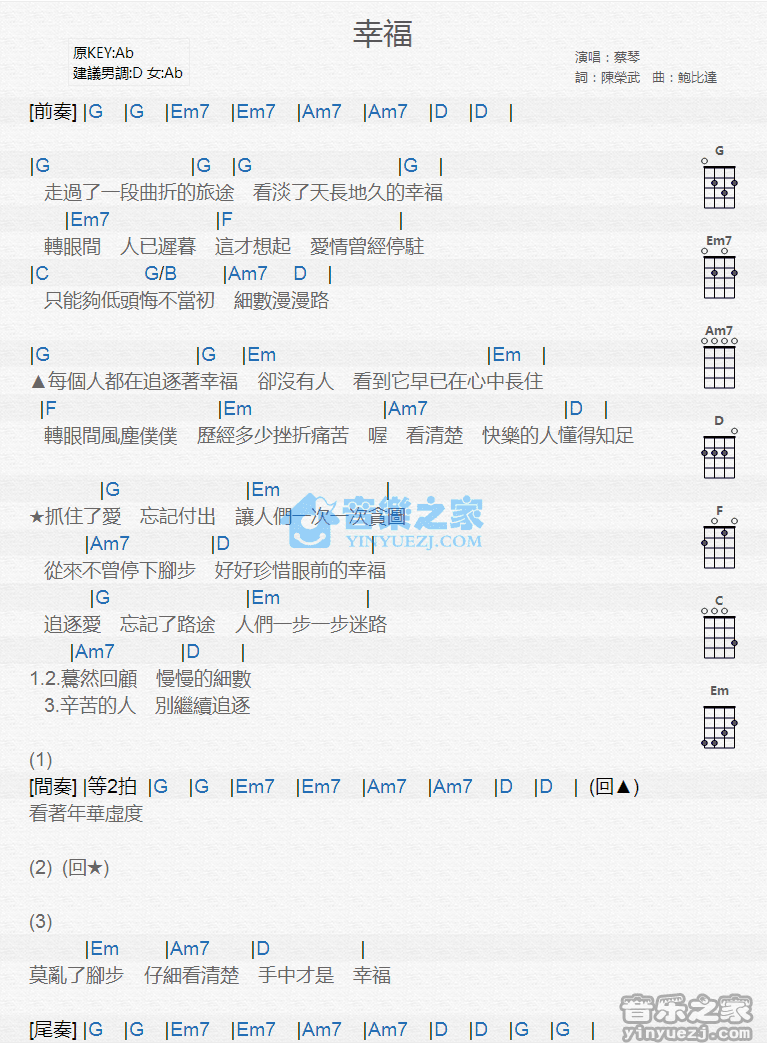 幸福
原KEY:Ab
建議男調:D 女:Ab
演唱：蔡琴
詞：陳榮武 曲：鮑比達
[前奏] |G |G |Em7 |Em7 |Am7 |Am7 |D |D |
|G |G |G |G |
走過了一段曲折的旅途 看淡了天長地久的幸福
|Em7 |F |
轉眼間 人已遲暮 這才想起 愛情曾經停駐
|C G/B |Am7 D |
只能夠低頭悔不當初 細數漫漫路
|G |G |Em |Em |
▲每個人都在追逐著幸福 卻沒有人 看到它早已在心中長住
|F |Em |Am7 |D |
轉眼間風塵僕僕 歷經多少挫折痛苦 喔 看清楚 快樂的人懂得知足
|G |Em |
★抓住了愛 忘記付出 讓人們一次一次貪圖
|Am7 |D |
從來不曾停下腳步 好好珍惜眼前的幸福
|G |Em |
追逐愛 忘記了路途 人們一步一步迷路
|Am7 |D |
1.2.驀然回顧 慢慢的細數
3.辛苦的人 別繼續追逐
(1)
[間奏] |等2拍 |G |G |Em7 |Em7 |Am7 |Am7 |D |D | (回▲)
看著年華虛度
(2) (回★)
(3)
|Em |Am7 |D |
莫亂了腳步 仔細看清楚 手中才是 幸福
[尾奏] |G |G |Em7 |Em7 |Am7 |Am7 |D |D |G |G |
G
Em7
Am7
D
F
C
Em
音樂之家
YINYUEZJ.COM
音乐之家
yinyuezj.com